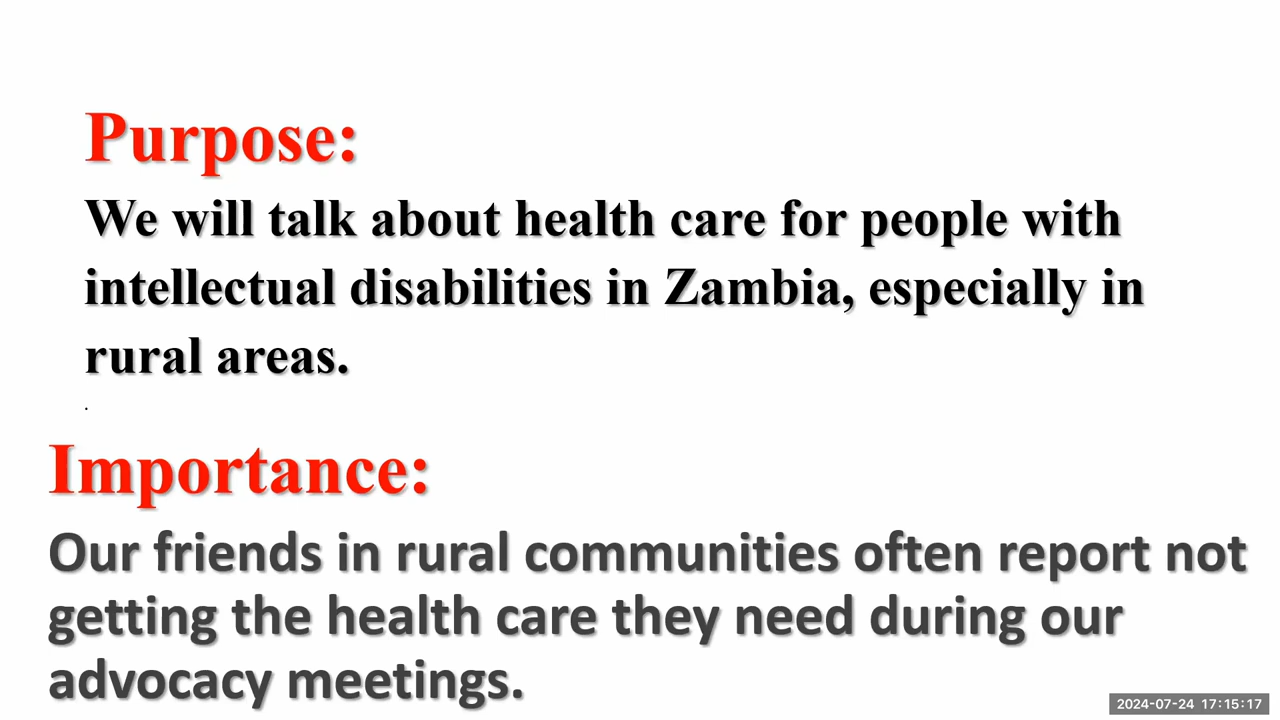 Purpose:
We will talk about health care for people with
intellectual disabilities in Zambia, especially in
rural areas.
.
Importance:
Our friends in rural communities often report not
getting the health care they need during our
advocacy meetings.
2024-07-24 17:15:17